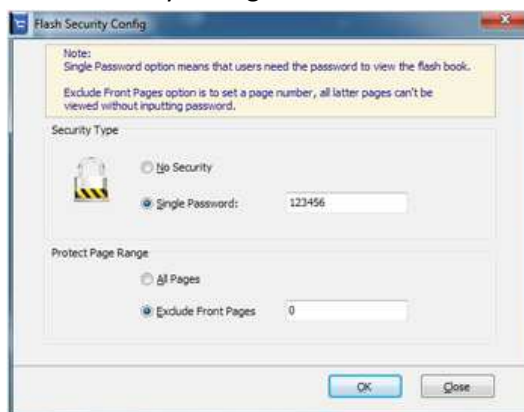 Flash Security Config
Note:
Single Password option means that users need the password to view the flash book.
Exclude Front Pages option is to set a page number, all latter pages can't be
viewed without inputting password.
Security Type
No Security
Single Password: 123456
Protect Page Range
All Pages
Exclude Front Pages 0
OK Close